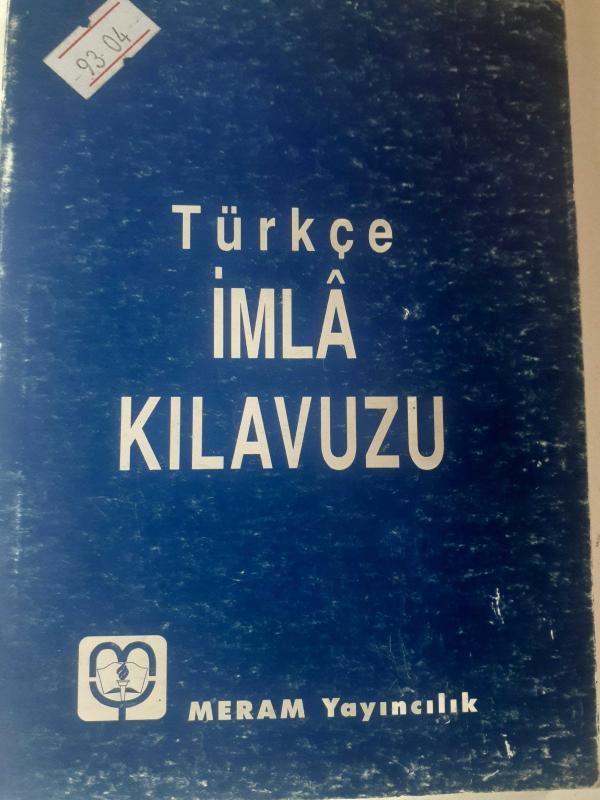 93.04
Türkçe
İMLÂ
KILAVUZU
MERAM Yayıncılık